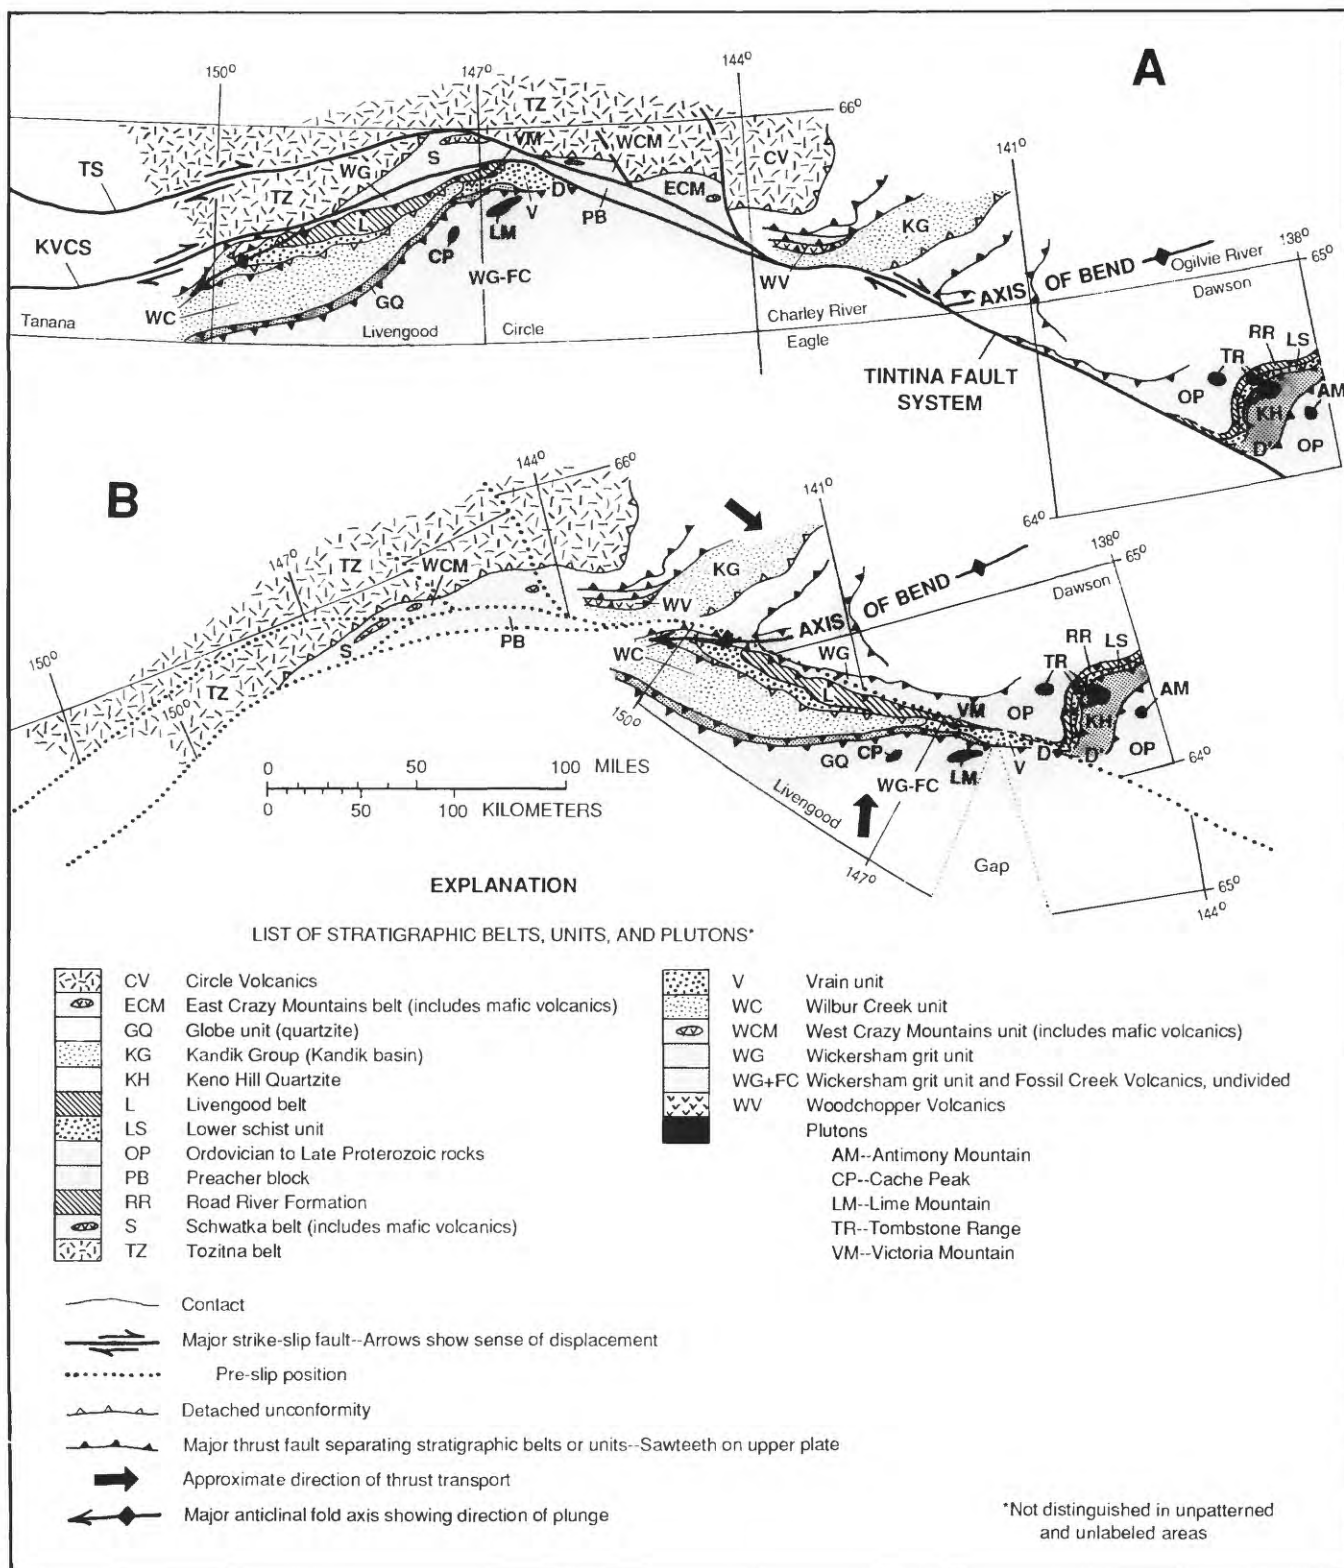 A
150°
147°
144°
66°
141°
138°
65°
TZ
VM
WCM
CV
S
WG
TS
TZ
ECM
D
PB
V
LM
L
CP
KG
KVCS
WG-FC
WV
AXIS OF BEND
Ogilvie River
Dawson
WC
GQ
Tanana
Livengood
Circle
Charley River
Eagle
TINTINA FAULT
SYSTEM
RR
LS
TR
OP
KH
AM
D'
OP
64°
B
144°
66°
141°
138°
65°
147°
TZ
WCM
KG
Dawson
WV
AXIS OF BEND
PB
S
WG
RR
LS
TR
150°
WC
TZ
150°
L
VM
OP
KH
AM
D
D'
OP
64°
150°
GQ
CP
LM
V
WG-FC
0 50 100 MILES
0 50 100 KILOMETERS
Livengood
147°
Gap
65°
144°
EXPLANATION
LIST OF STRATIGRAPHIC BELTS, UNITS, AND PLUTONS*
CV Circle Volcanics
ECM East Crazy Mountains belt (includes mafic volcanics)
GQ Globe unit (quartzite)
KG Kandik Group (Kandik basin)
KH Keno Hill Quartzite
L Livengood belt
LS Lower schist unit
OP Ordovician to Late Proterozoic rocks
PB Preacher block
RR Road River Formation
S Schwatka belt (includes mafic volcanics)
TZ Tozitna belt
V Vrain unit
WC Wilbur Creek unit
WCM West Crazy Mountains unit (includes mafic volcanics)
WG Wickersham grit unit
WG+FC Wickersham grit unit and Fossil Creek Volcanics, undivided
WV Woodchopper Volcanics
Plutons
AM--Antimony Mountain
CP--Cache Peak
LM--Lime Mountain
TR--Tombstone Range
VM--Victoria Mountain
Contact
Major strike-slip fault--Arrows show sense of displacement
Pre-slip position
Detached unconformity
Major thrust fault separating stratigraphic belts or units--Sawteeth on upper plate
Approximate direction of thrust transport
Major anticlinal fold axis showing direction of plunge
*Not distinguished in unpatterned
and unlabeled areas